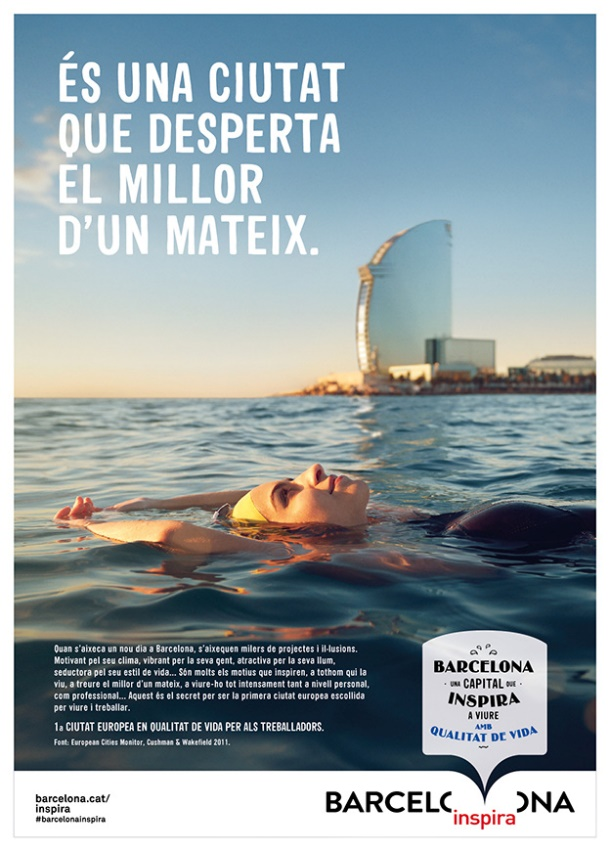 ÉS UNA CIUTAT
QUE DESPERTA
EL MILLOR
D'UN MATEIX.
Quan s'aixeca un nou dia a Barcelona, s'aixequen milers de projectes i il·lusions.
Motivant pel seu clima, vibrant per la seva gent, atractiva per la seva llum,
seductora pel seu estil de vida... Són molts els motius que inspiren, a tothom qui la
viu, a treure el millor d'un mateix, a viure-ho tot intensament tant a nivell personal,
com professional... Aquest és el secret per ser la primera ciutat europea escollida
per viure i treballar.
1a CIUTAT EUROPEA EN QUALITAT DE VIDA PER ALS TREBALLADORS.
Font: European Cities Monitor, Cushman & Wakefield 2011.
BARCELONA
· UNA CAPITAL QUE ·
INSPIRA
A VIURE
AMB
QUALITAT DE VIDA
barcelona.cat/
inspira
#barcelonainspira
BARCELONA
inspira